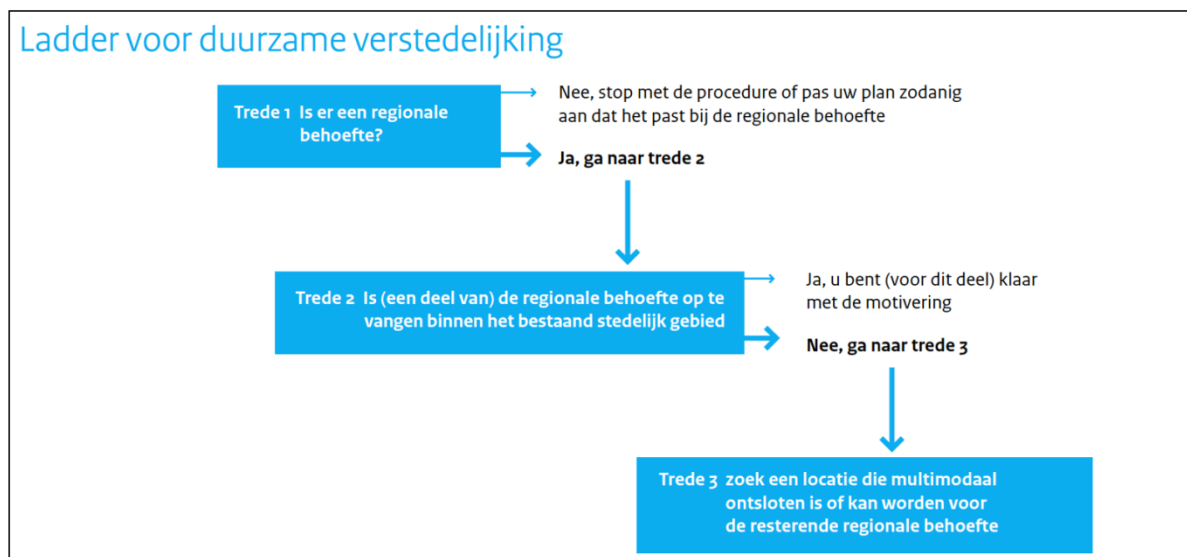 Ladder voor duurzame verstedelijking
Trede 1 Is er een regionale
behoefte?
Nee, stop met de procedure of pas uw plan zodanig
aan dat het past bij de regionale behoefte
Ja, ga naar trede 2
Trede 2 Is (een deel van) de regionale behoefte op te
vangen binnen het bestaand stedelijk gebied
Ja, u bent (voor dit deel) klaar
met de motivering
Nee, ga naar trede 3
Trede 3 zoek een locatie die multimodaal
ontsloten is of kan worden voor
de resterende regionale behoefte